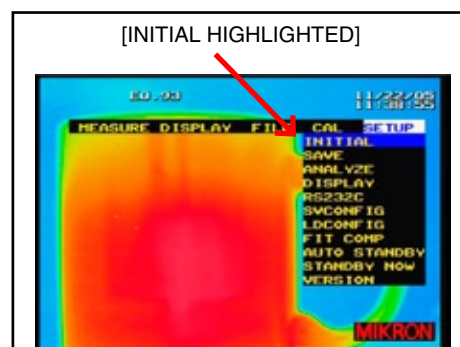 [INITIAL HIGHLIGHTED]
E0.93 11/22/05
11:30:55
MEASURE DISPLAY FILE CAL SETUP
INITIAL
SAVE
ANALYZE
DISPLAY
RS232C
SVCONFIG
LDCONFIG
FIT COMP
AUTO STANDBY
STANDBY NOW
VERSION
MIKRON